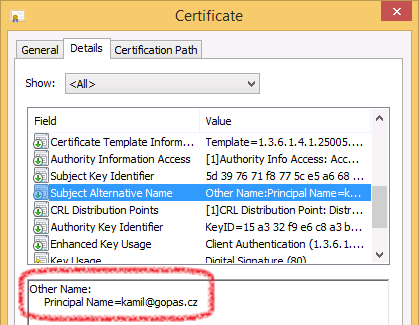 Certificate
General Details Certification Path
Show: <All>
Field Value
Certificate Template Inform... Template=1.3.6.1.4.1.25005....
Authority Information Access [1]Authority Info Access: Acc...
Subject Key Identifier 5d 39 76 71 f8 77 5c e5 a6 68 ...
Subject Alternative Name Other Name:Principal Name=k...
CRL Distribution Points [1]CRL Distribution Point: Distr...
Authority Key Identifier KeyID=15 a3 32 f9 e6 c8 a3 b...
Enhanced Key Usage Client Authentication (1.3.6.1....
Key Usage Digital Signature (80)
Other Name:
Principal Name=kamil@gopas.cz